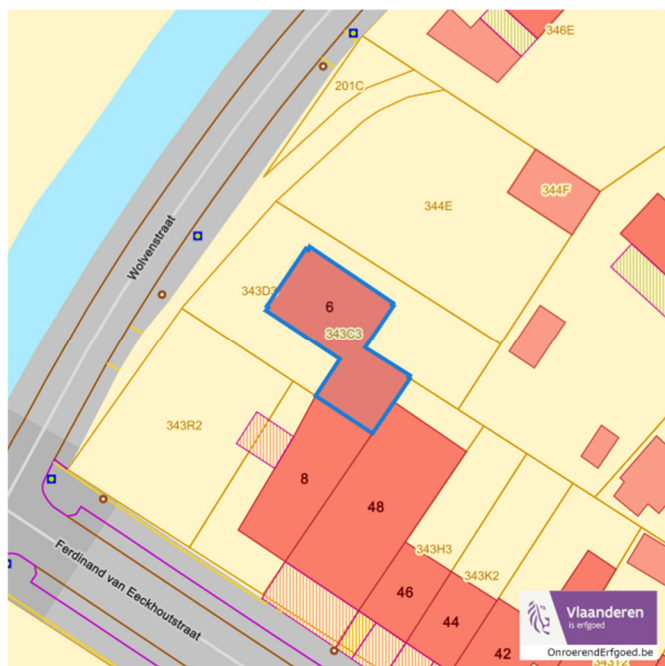 346E
201C
344F
344E
Wolvenstraat
343D3
6
343C3
343R2
8
48
343H3
343K2
46
44
42
Ferdinand van Eeckhoutstraat
Vlaanderen
is erfgoed
OnroerendErfgoed.be